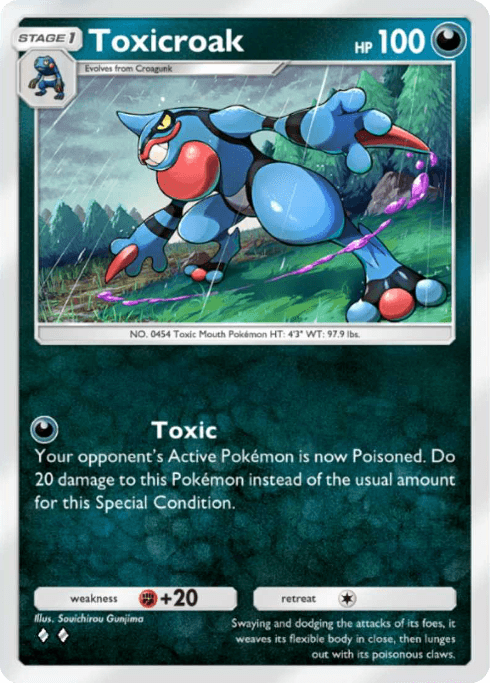 STAGE 1 Toxicroak HP 100
Evolves from Croagunk
NO. 0454 Toxic Mouth Pokémon HT: 4'3" WT: 97.9 lbs.
Toxic
Your opponent's Active Pokémon is now Poisoned. Do
20 damage to this Pokémon instead of the usual amount
for this Special Condition.
weakness +20 retreat
Illus. Souichirou Gunjima
Swaying and dodging the attacks of its foes, it
weaves its flexible body in close, then lunges
out with its poisonous claws.